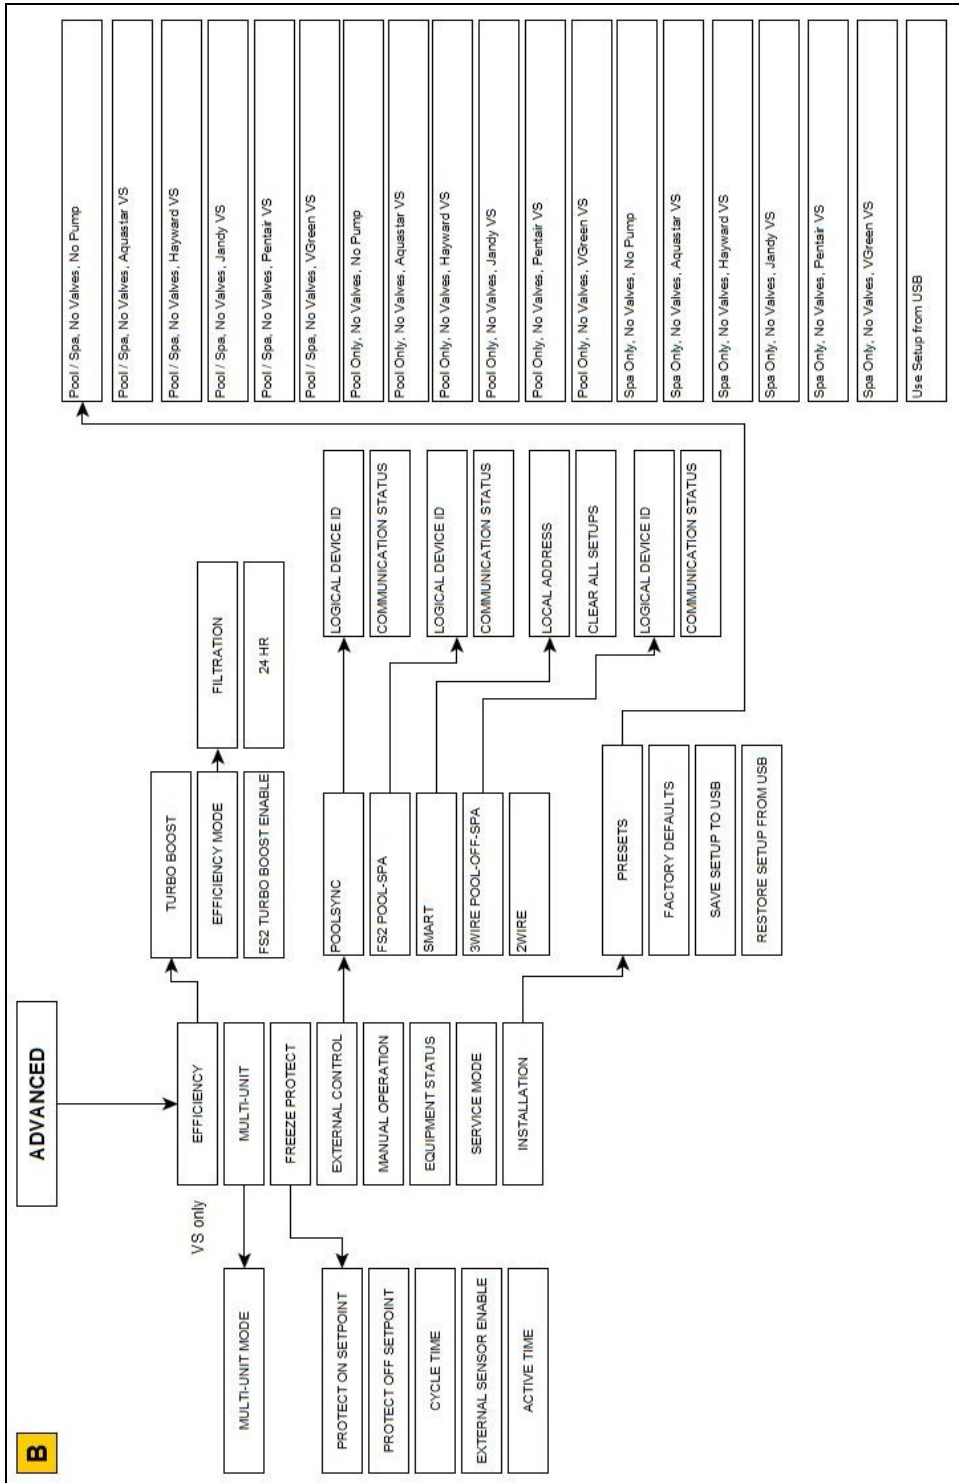 B
ADVANCED
VS only
EFFICIENCY
MULTI-UNIT
FREEZE PROTECT
EXTERNAL CONTROL
MANUAL OPERATION
EQUIPMENT STATUS
SERVICE MODE
INSTALLATION
MULTI-UNIT MODE
PROTECT ON SETPOINT
PROTECT OFF SETPOINT
CYCLE TIME
EXTERNAL SENSOR ENABLE
ACTIVE TIME
TURBO BOOST
EFFICIENCY MODE
FS2 TURBO BOOST ENABLE
FILTRATION
24 HR
POOLSYNC
FS2 POOL-SPA
SMART
3WIRE POOL-OFF-SPA
2WIRE
LOGICAL DEVICE ID
COMMUNICATION STATUS
LOGICAL DEVICE ID
COMMUNICATION STATUS
LOCAL ADDRESS
CLEAR ALL SETUPS
LOGICAL DEVICE ID
COMMUNICATION STATUS
PRESETS
FACTORY DEFAULTS
SAVE SETUP TO USB
RESTORE SETUP FROM USB
Pool / Spa, No Valves, No Pump
Pool / Spa, No Valves, Aquastar VS
Pool / Spa, No Valves, Hayward VS
Pool / Spa, No Valves, Jandy VS
Pool / Spa, No Valves, Pentair VS
Pool / Spa, No Valves, VGreen VS
Pool Only, No Valves, No Pump
Pool Only, No Valves, Aquastar VS
Pool Only, No Valves, Hayward VS
Pool Only, No Valves, Jandy VS
Pool Only, No Valves, Pentair VS
Pool Only, No Valves, VGreen VS
Spa Only, No Valves, No Pump
Spa Only, No Valves, Aquastar VS
Spa Only, No Valves, Hayward VS
Spa Only, No Valves, Jandy VS
Spa Only, No Valves, Pentair VS
Spa Only, No Valves, VGreen VS
Use Setup from USB